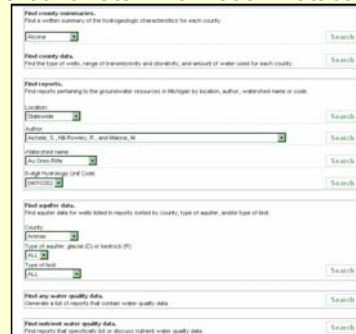 Find county summaries.
Find a written summary of the hydrogeologic characteristics for each county.
Alcona
Search
Find county data.
Find the type of wells, range of transmissivity and storativity, and amount of water used for each county.
Search
Find reports.
Find reports pertaining to the groundwater resources in Michigan by location, author, watershed name or code.
Location:
Statewide
Search
Author
Aichele, S., Hill-Rowley, R., and Malone, M
Search
Watershed name:
Au Gres-Rifle
Search
8-digit Hydrologic Unit Code
04010002
Search
Find aquifer data.
Find aquifer data for wells listed in reports sorted by county, type of aquifer, and/or type of test.
County
Arenac
Type of aquifer: glacial (D) or bedrock (R)
ALL
Type of test
ALL
Search
Find any water quality data.
Generate a list of reports that contain water quality data.
Search
Find nutrient water quality data.
Find reports that specifically list or discuss nutrient water quality data.
Search